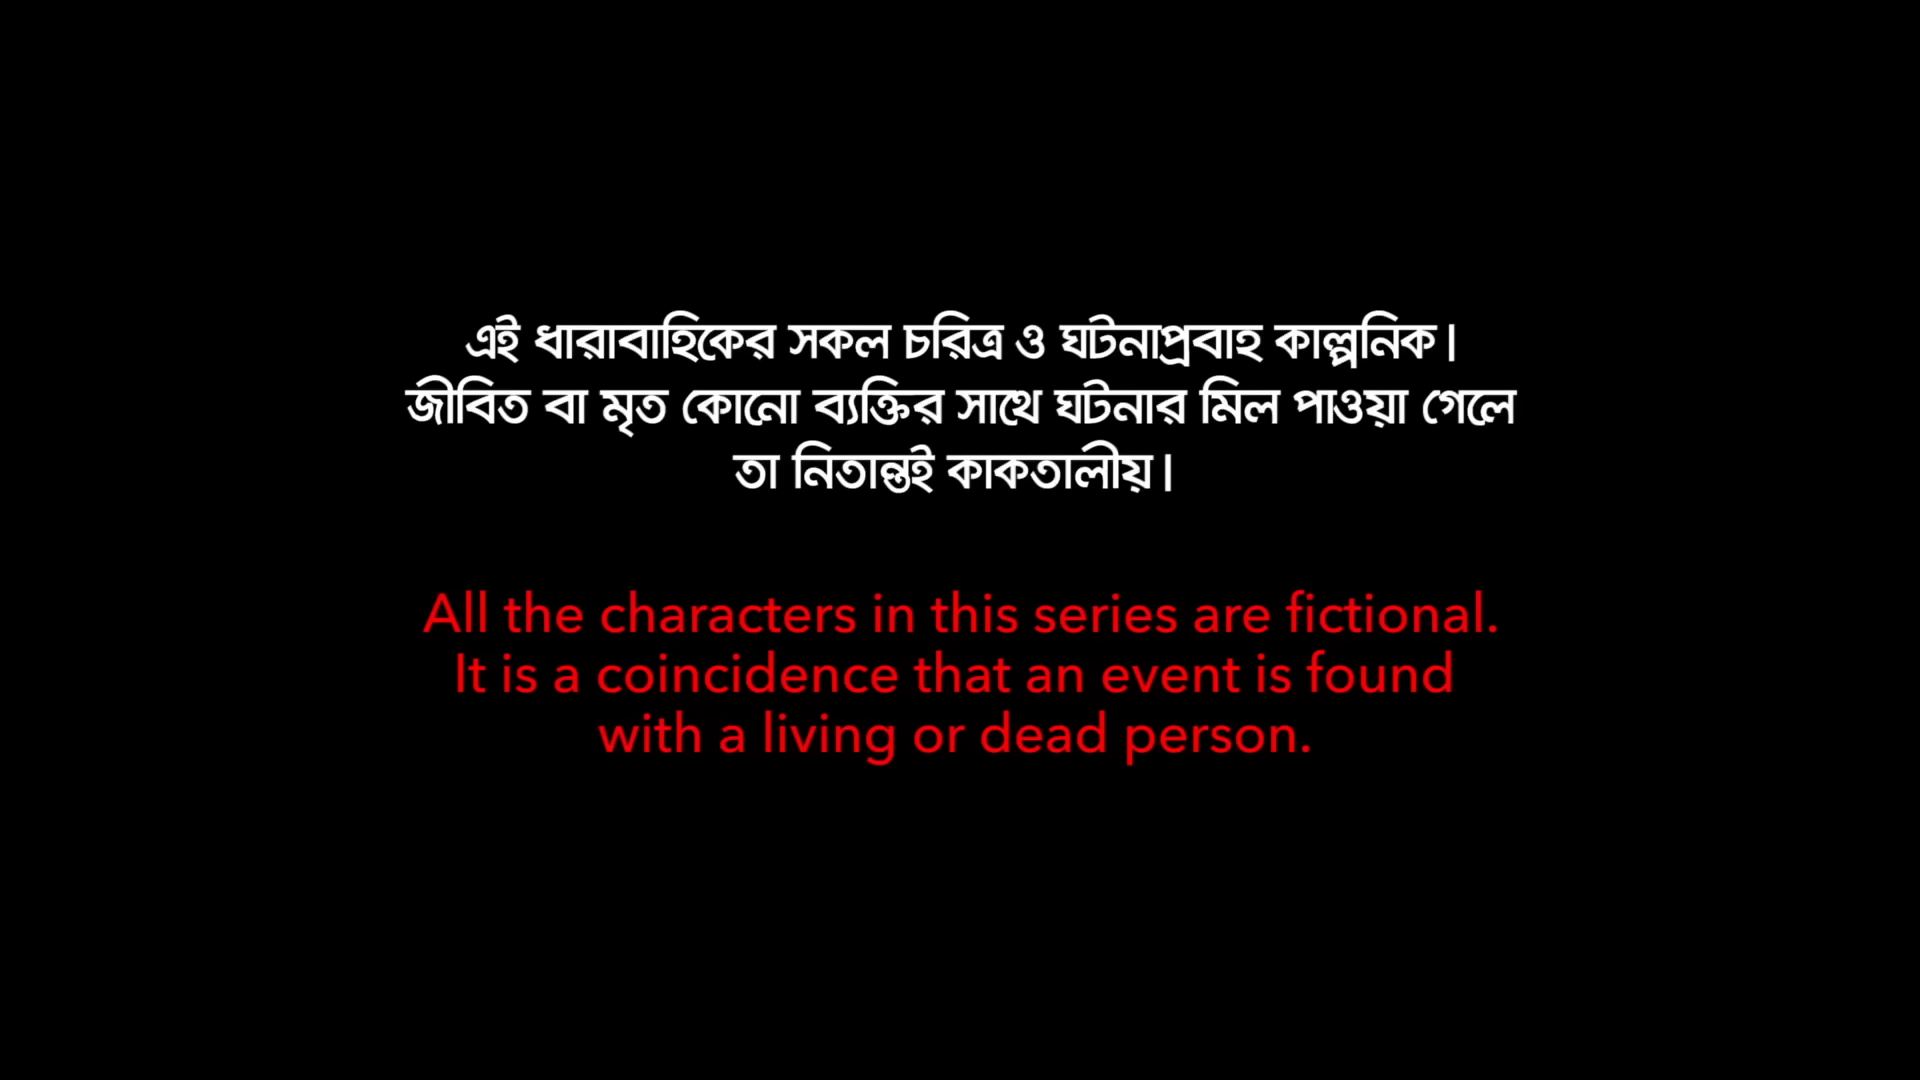 এই ধারাবাহিকের সকল চরিত্র ও ঘটনাপ্রবাহ কাল্পনিক।
জীবিত বা মৃত কোনো ব্যক্তির সাথে ঘটনার মিল পাওয়া গেলে
তা নিতান্তই কাকতালীয়।
All the characters in this series are fictional.
It is a coincidence that an event is found
with a living or dead person.